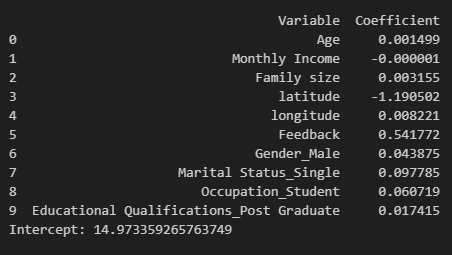 Variable Coefficient
0 Age 0.001499
1 Monthly Income -0.000001
2 Family size 0.003155
3 latitude -1.190502
4 longitude 0.008221
5 Feedback 0.541772
6 Gender_Male 0.043875
7 Marital Status_Single 0.097785
8 Occupation_Student 0.060719
9 Educational Qualifications_Post Graduate 0.017415
Intercept: 14.973359265763749